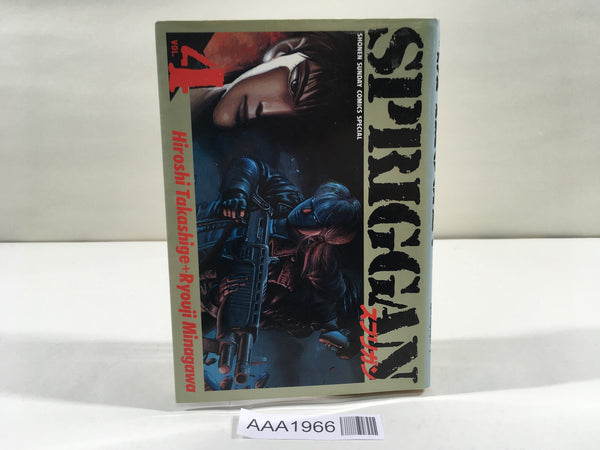 SPRIGGAN
スプリガン
SHONEN SUNDAY COMICS SPECIAL
VOL. 4
Hiroshi Takashige+Ryouji Minagawa
AAA1966